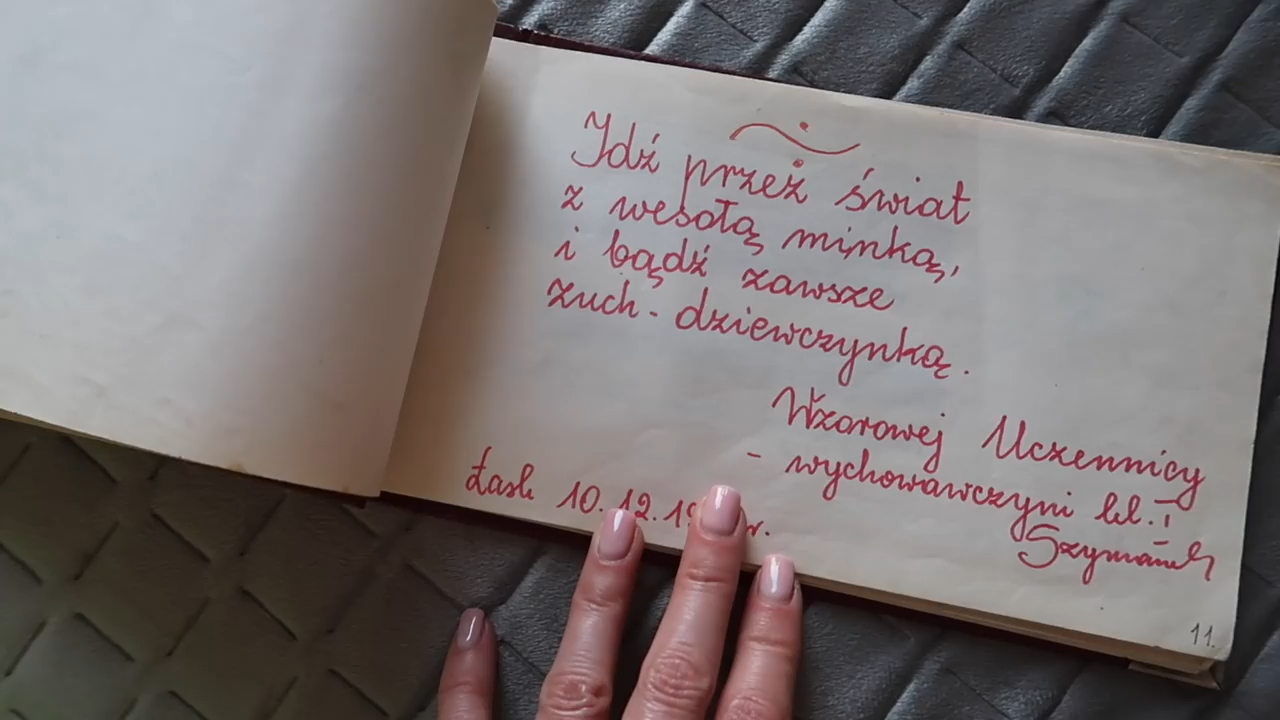 Idź przez świat
z wesołą minką,
i bądź zawsze
zuch - dziewczynką.
Wzorowej Uczennicy
- wychowawczyni kl. I
Łask 10.12.19 r.
11.